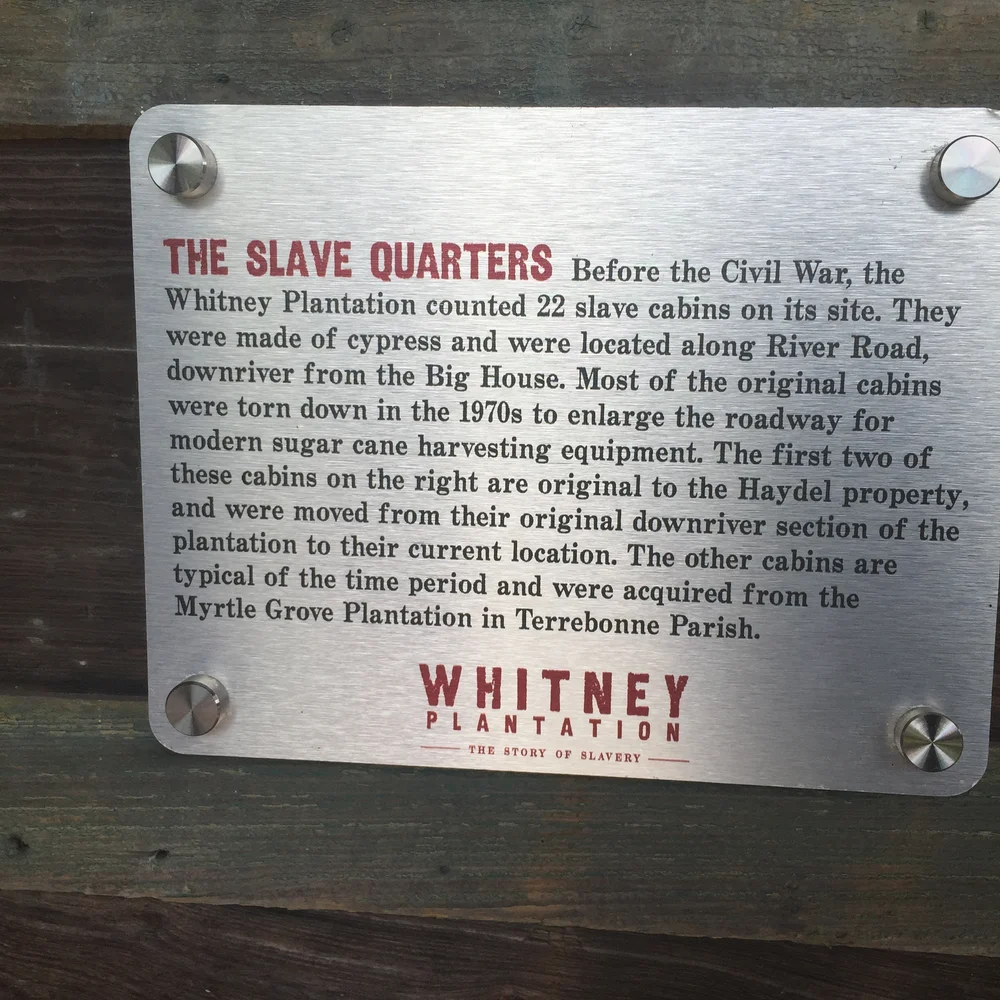 THE SLAVE QUARTERS Before the Civil War, the
Whitney Plantation counted 22 slave cabins on its site. They
were made of cypress and were located along River Road,
downriver from the Big House. Most of the original cabins
were torn down in the 1970s to enlarge the roadway for
modern sugar cane harvesting equipment. The first two of
these cabins on the right are original to the Haydel property,
and were moved from their original downriver section of the
plantation to their current location. The other cabins are
typical of the time period and were acquired from the
Myrtle Grove Plantation in Terrebonne Parish.
WHITNEY
PLANTATION
THE STORY OF SLAVERY